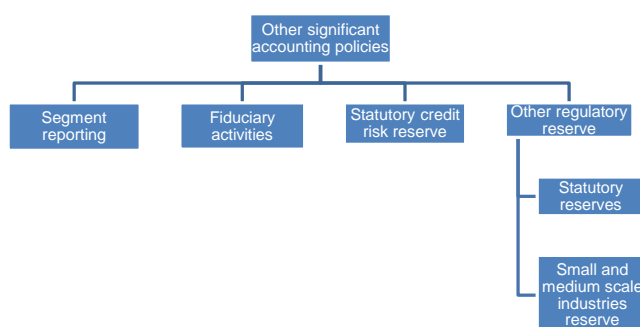 Other significant
accounting policies
Segment
reporting
Fiduciary
activities
Statutory credit
risk reserve
Other regulatory
reserve
Statutory
reserves
Small and
medium scale
industries
reserve